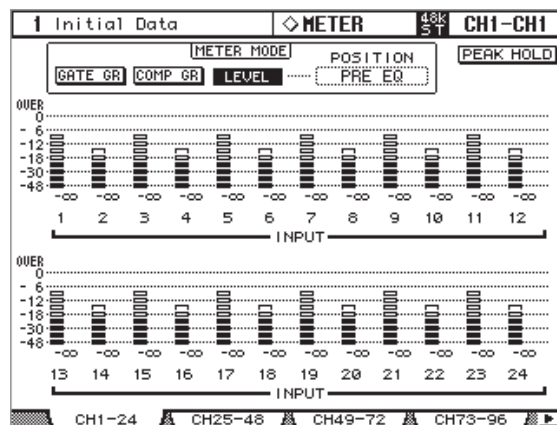 1 Initial Data ◇METER 48K ST CH1-CH1
METER MODE
POSITION
PEAK HOLD
GATE GR COMP GR LEVEL PRE EQ
OVER
0
- 6
-12
-18
-30
-48
-∞ -∞ -∞ -∞ -∞ -∞ -∞ -∞ -∞ -∞ -∞ -∞
1 2 3 4 5 6 7 8 9 10 11 12
INPUT
OVER
0
- 6
-12
-18
-30
-48
-∞ -∞ -∞ -∞ -∞ -∞ -∞ -∞ -∞ -∞ -∞ -∞
13 14 15 16 17 18 19 20 21 22 23 24
INPUT
CH1-24 CH25-48 CH49-72 CH73-96